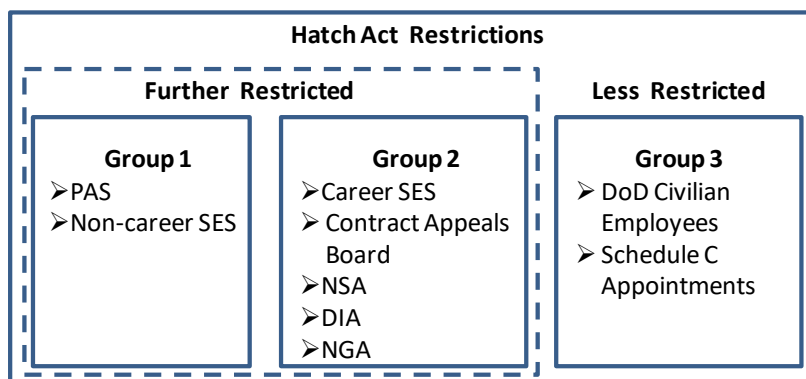 Hatch Act Restrictions
Further Restricted
Less Restricted
Group 1
➢PAS
➢Non-career SES
Group 2
➢Career SES
➢ Contract Appeals
Board
➢NSA
➢DIA
➢NGA
Group 3
➢ DoD Civilian
Employees
➢ Schedule C
Appointments